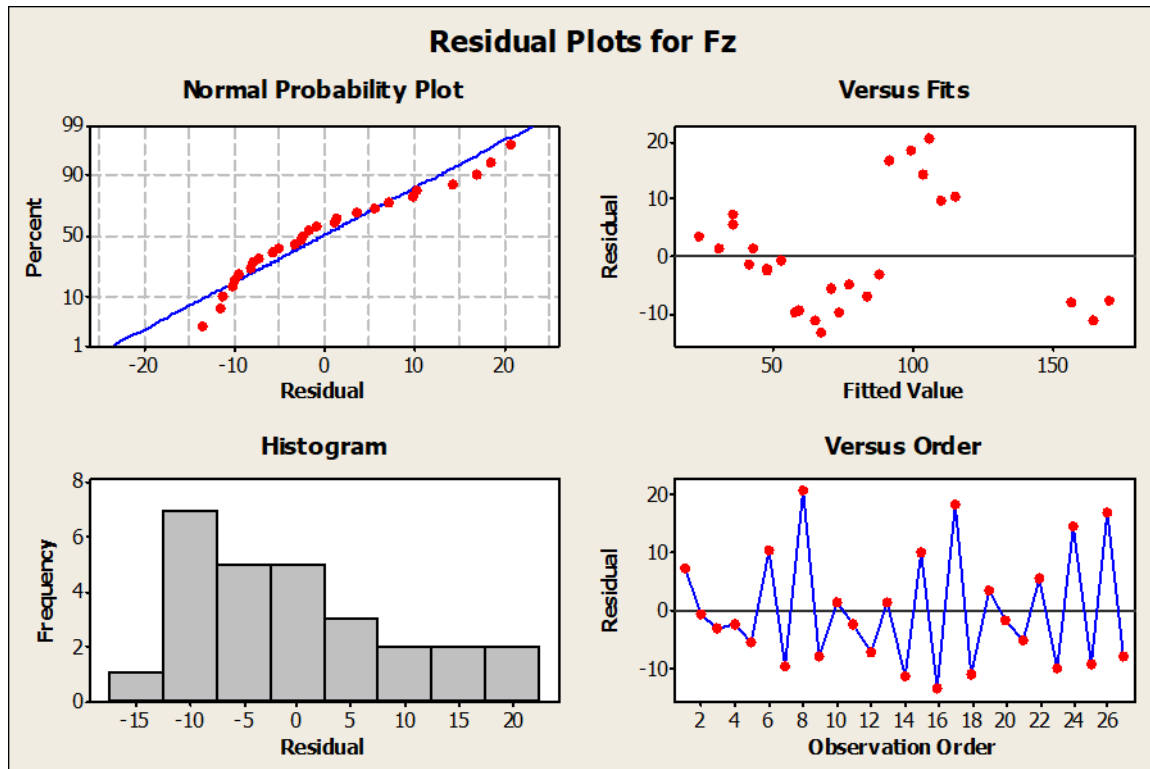 Residual Plots for Fz
Normal Probability Plot
99
90
50
10
1
Percent
-20 -10 0 10 20
Residual
Versus Fits
20
10
0
-10
Residual
50 100 150
Fitted Value
Histogram
8
6
4
2
0
Frequency
-15 -10 -5 0 5 10 15 20
Residual
Versus Order
20
10
0
-10
Residual
2 4 6 8 10 12 14 16 18 20 22 24 26
Observation Order